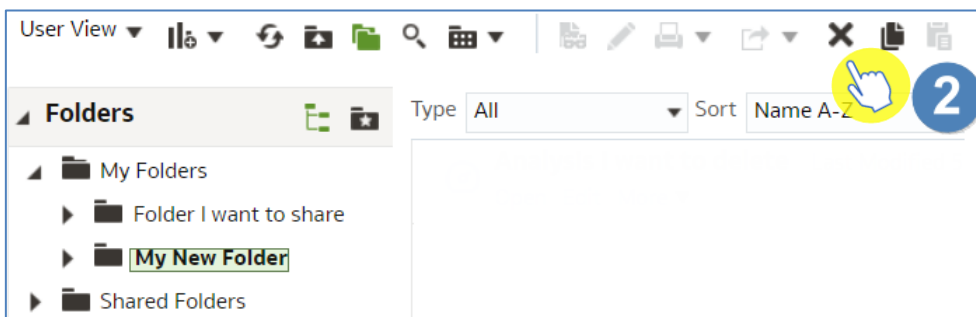 User View
2
Folders
Type All Sort Name A-Z
My Folders
Folder I want to share
My New Folder
Shared Folders